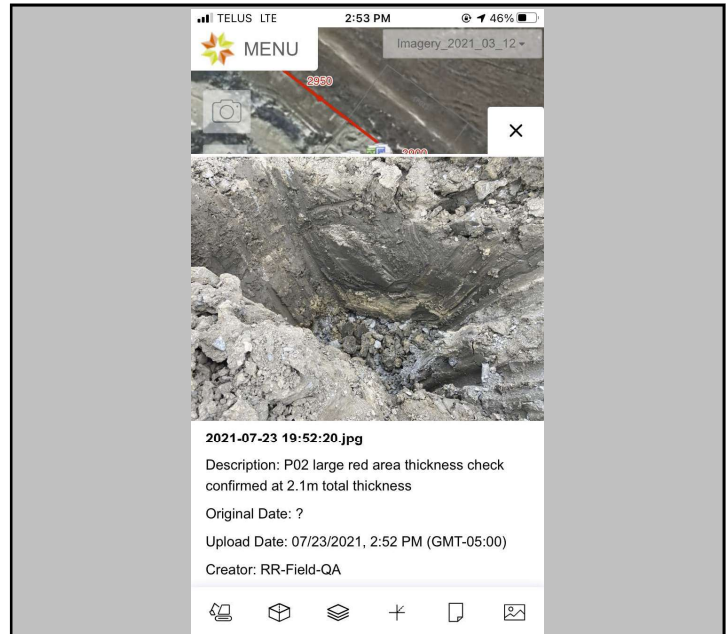 TELUS LTE 2:53 PM 46%
MENU
Imagery_2021_03_12
2950
2900
2021-07-23 19:52:20.jpg
Description: P02 large red area thickness check
confirmed at 2.1m total thickness
Original Date: ?
Upload Date: 07/23/2021, 2:52 PM (GMT-05:00)
Creator: RR-Field-QA